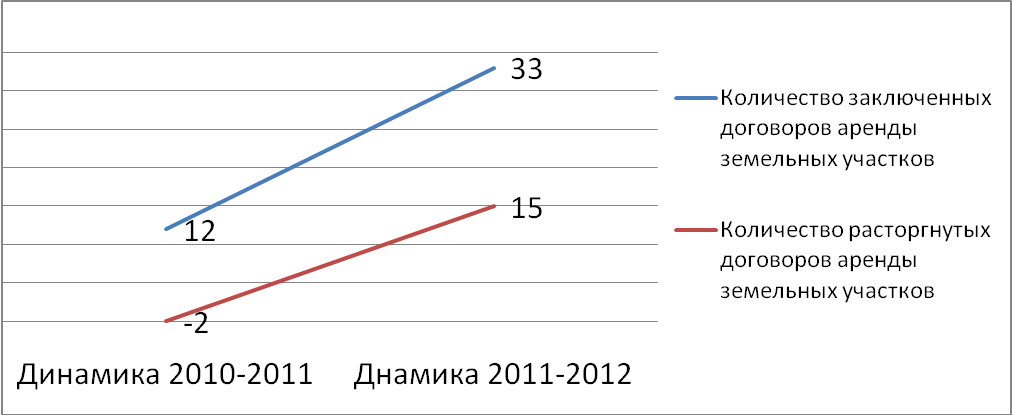 33
Количество заключенных
договоров аренды
земельных участков
12
15
Количество расторгнутых
договоров аренды
земельных участков
-2
Динамика 2010-2011
Днамика 2011-2012